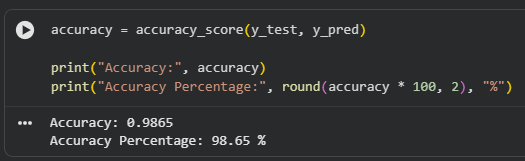 accuracy = accuracy_score(y_test, y_pred)
print("Accuracy:", accuracy)
print("Accuracy Percentage:", round(accuracy * 100, 2), "%")
Accuracy: 0.9865
Accuracy Percentage: 98.65 %